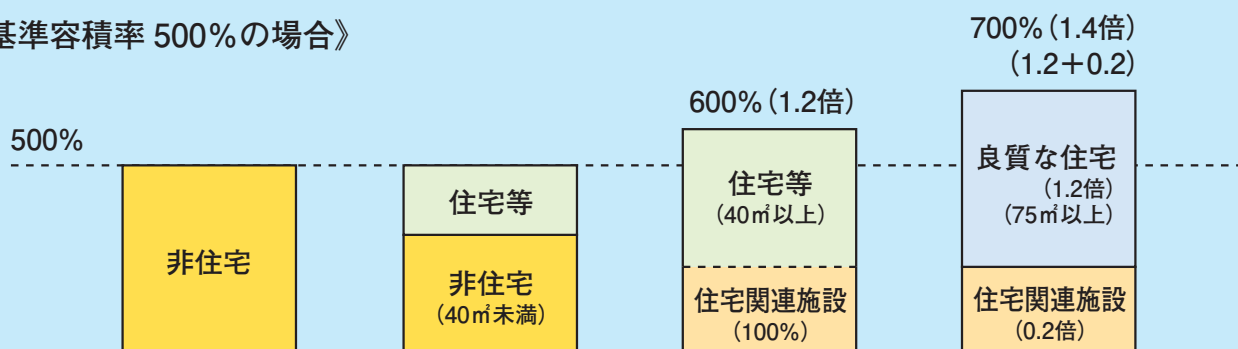 基準容積率 500%の場合》
500%
非住宅
住宅等
非住宅
（40㎡未満）
600%（1.2倍）
住宅等
（40㎡以上）
住宅関連施設
（100%）
700%（1.4倍）
（1.2＋0.2）
良質な住宅
（1.2倍）
（75㎡以上）
住宅関連施設
（0.2倍）